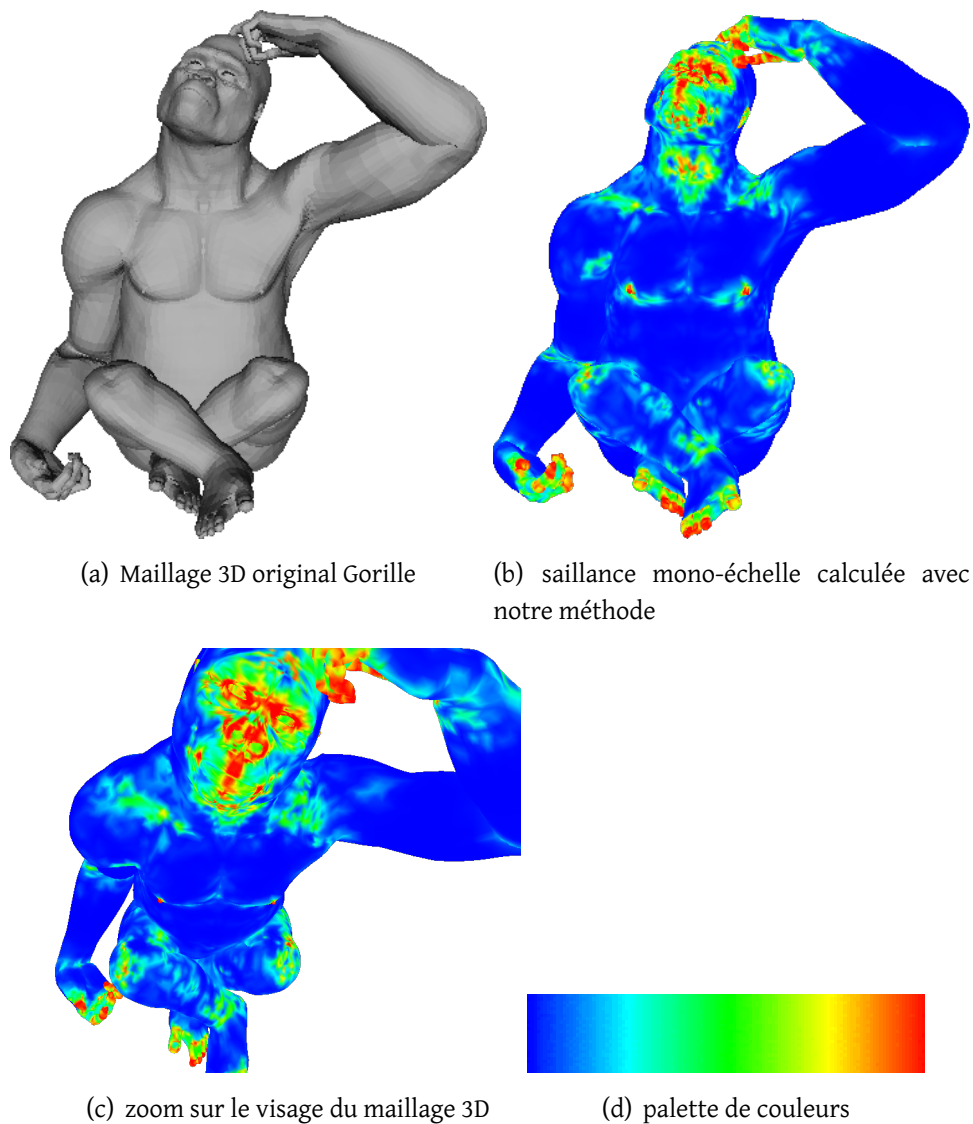 (a) Maillage 3D original Gorille
(b) saillance mono-échelle calculée avec
notre méthode
(c) zoom sur le visage du maillage 3D
(d) palette de couleurs